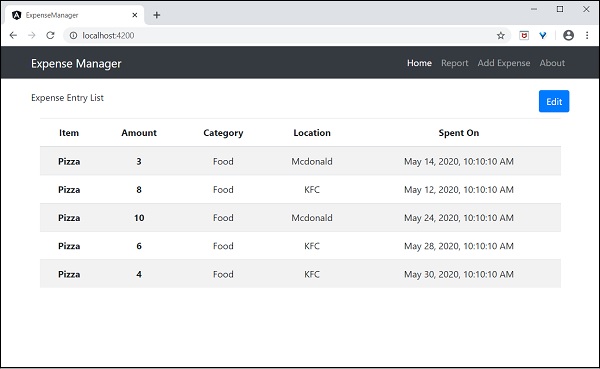 ExpenseManager
localhost:4200
Expense Manager Home Report Add Expense About
Expense Entry List Edit
Item Amount Category Location Spent On
Pizza 3 Food Mcdonald May 14, 2020, 10:10:10 AM
Pizza 8 Food KFC May 12, 2020, 10:10:10 AM
Pizza 10 Food Mcdonald May 24, 2020, 10:10:10 AM
Pizza 6 Food KFC May 28, 2020, 10:10:10 AM
Pizza 4 Food KFC May 30, 2020, 10:10:10 AM